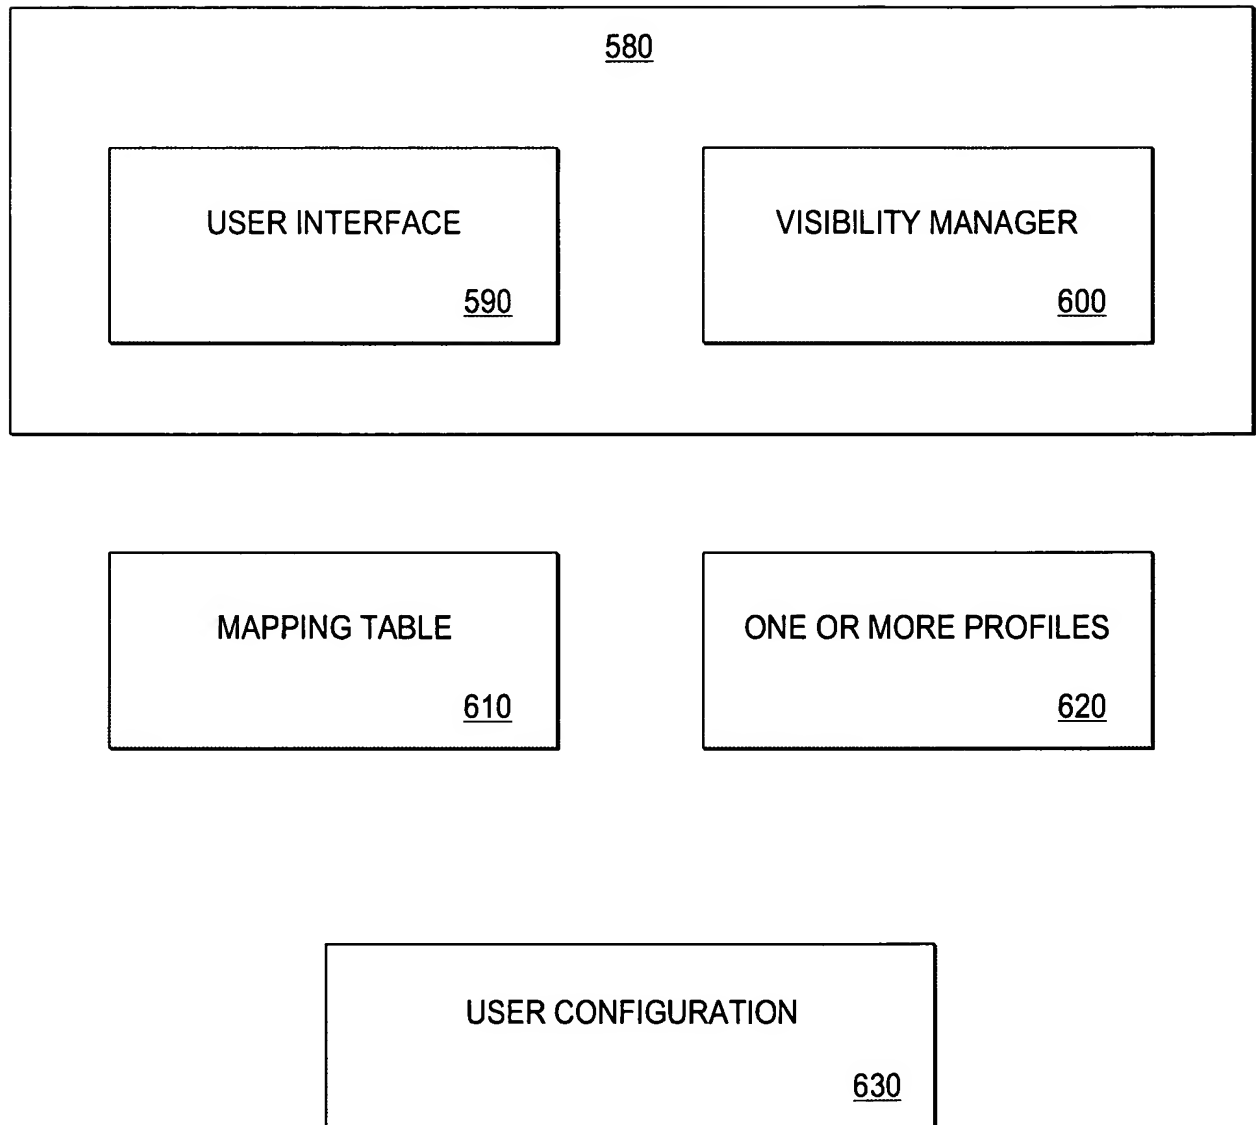 580
USER INTERFACE
590
VISIBILITY MANAGER
600
MAPPING TABLE
610
ONE OR MORE PROFILES
620
USER CONFIGURATION
630